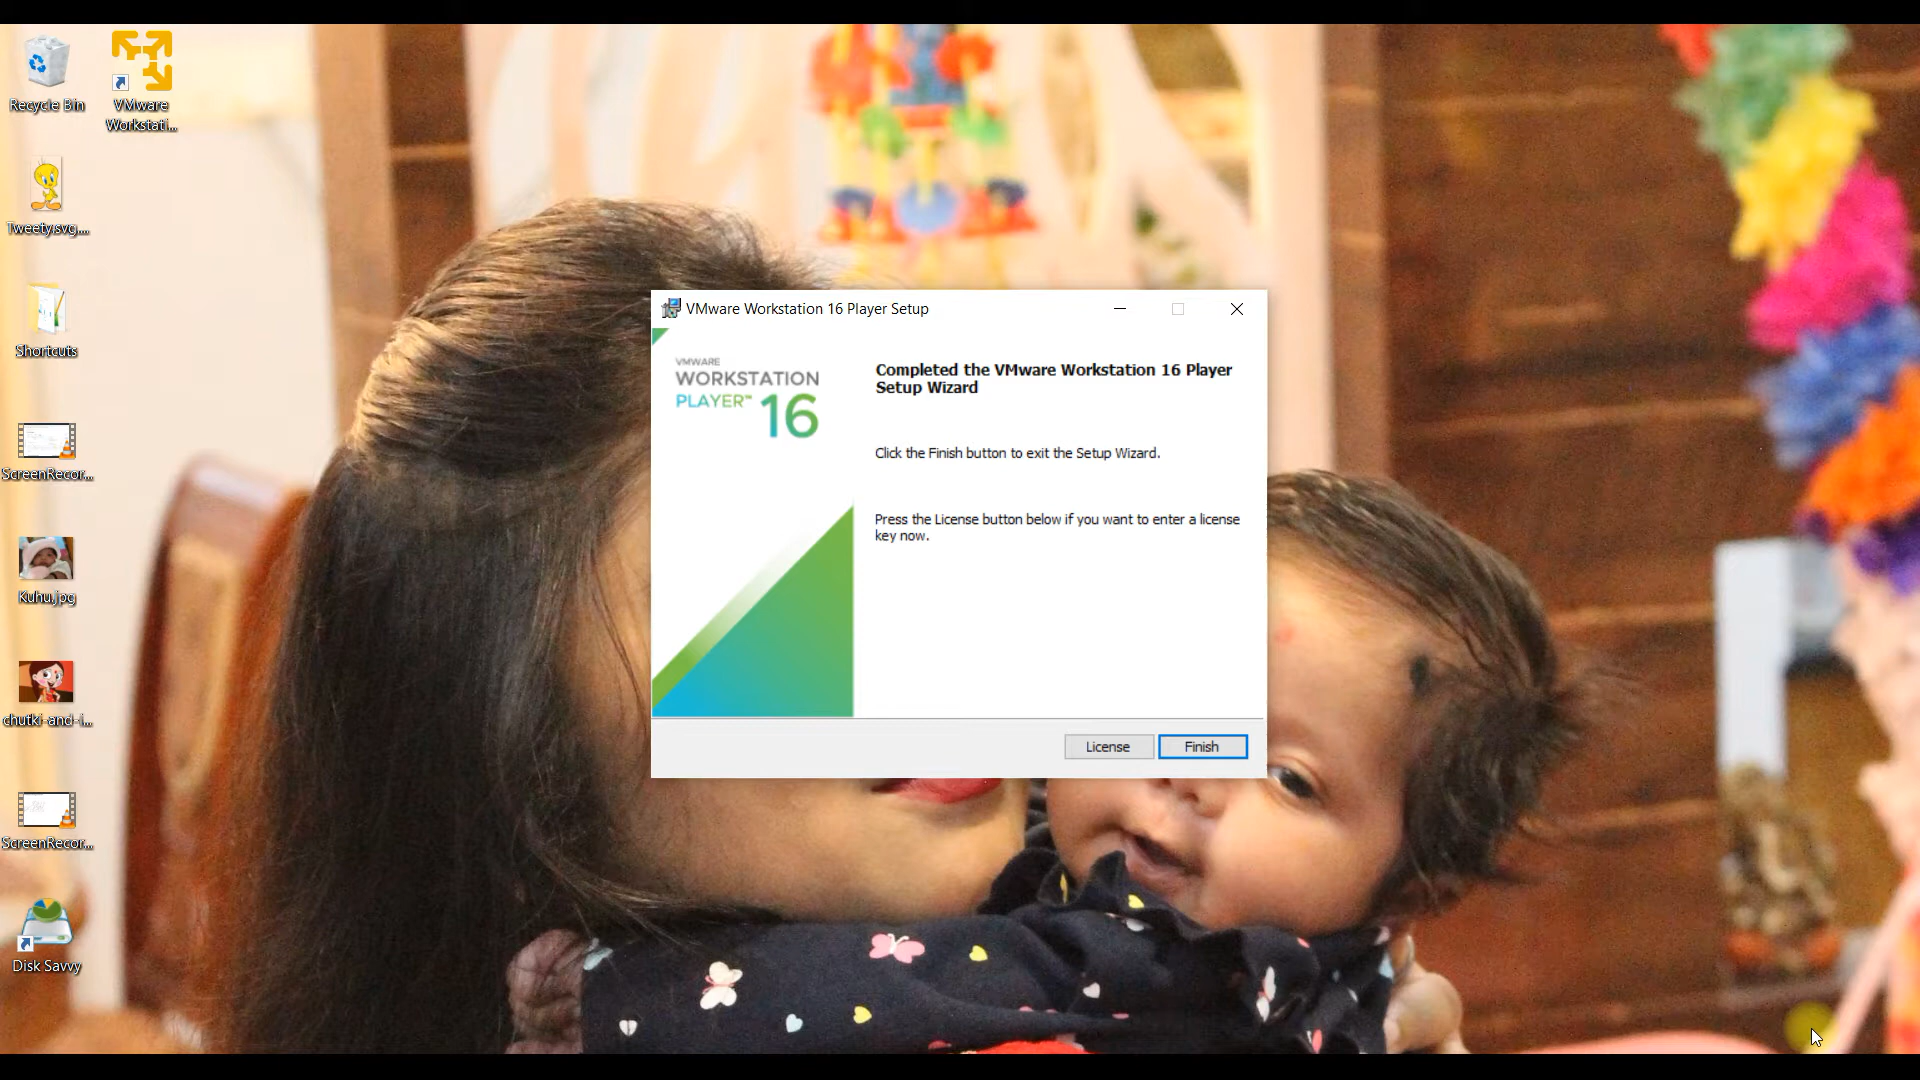 Recycle Bin
VMware
Workstati...
Tweety.svg....
Shortcuts
ScreenRecor...
Kuhu.jpg
chutki-and-i...
ScreenRecor...
Disk Savvy
VMware Workstation 16 Player Setup
VMWARE
WORKSTATION
PLAYER™ 16
Completed the VMware Workstation 16 Player
Setup Wizard
Click the Finish button to exit the Setup Wizard.
Press the License button below if you want to enter a license
key now.
License
Finish